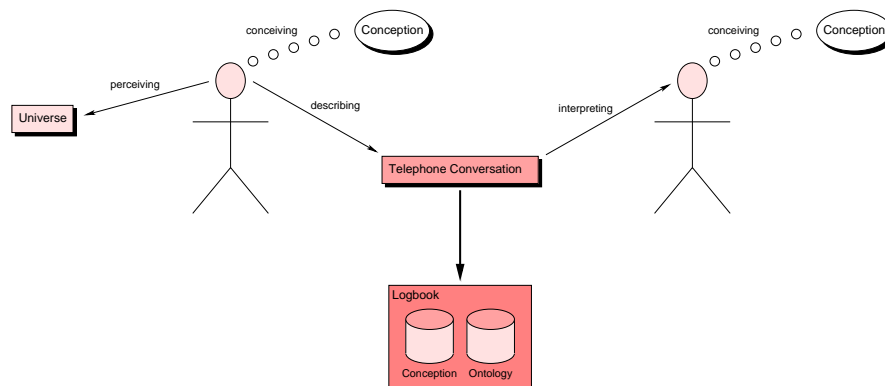 conceiving
Conception
conceiving
Conception
perceiving
describing
interpreting
Universe
Telephone Conversation
Logbook
Conception
Ontology